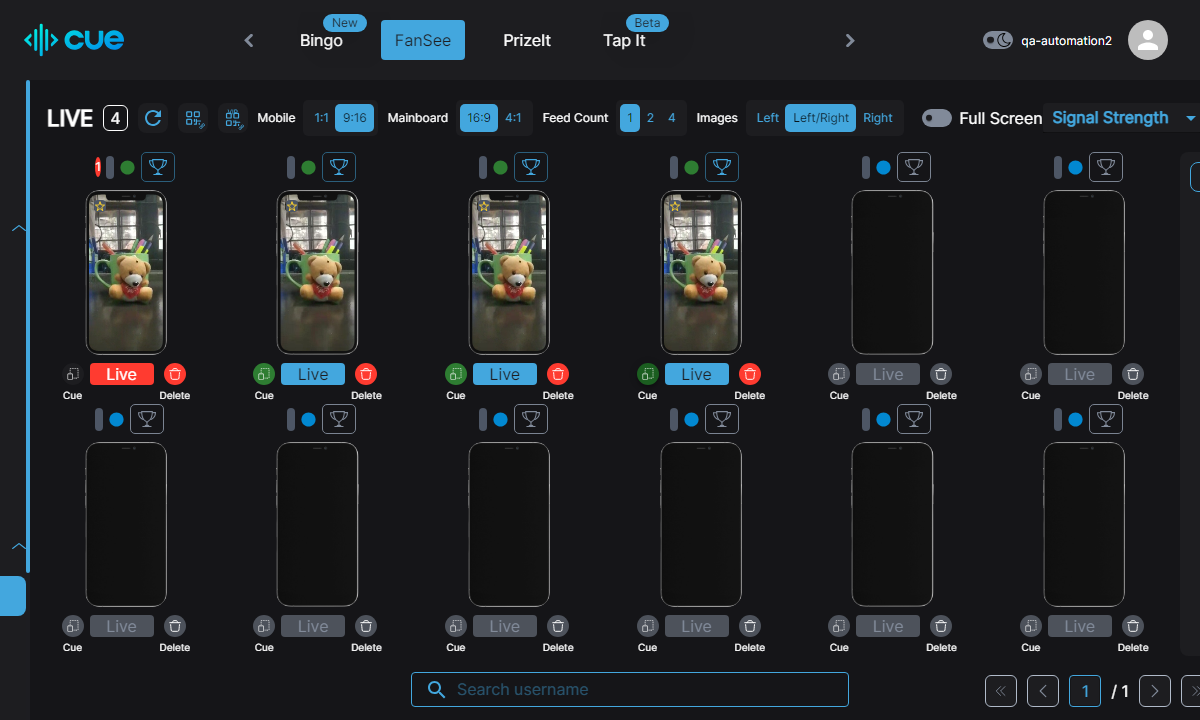 cue
Bingo New
FanSee
PrizeIt
Tap It Beta
qa-automation2
LIVE 4
Mobile 1:1 9:16
Mainboard 16:9 4:1
Feed Count 1 2 4
Images Left Left/Right Right
Full Screen
Signal Strength
1
Live Live Live Live Live Live
Cue Delete Cue Delete Cue Delete Cue Delete Cue Delete Cue Delete
Live Live Live Live Live Live
Cue Delete Cue Delete Cue Delete Cue Delete Cue Delete Cue Delete
Search username
1 / 1